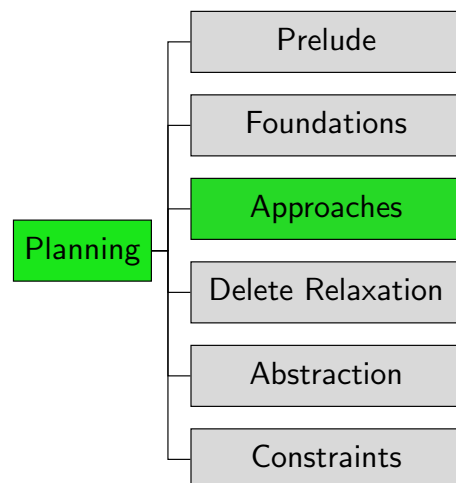 Prelude
Foundations
Approaches
Planning
Delete Relaxation
Abstraction
Constraints